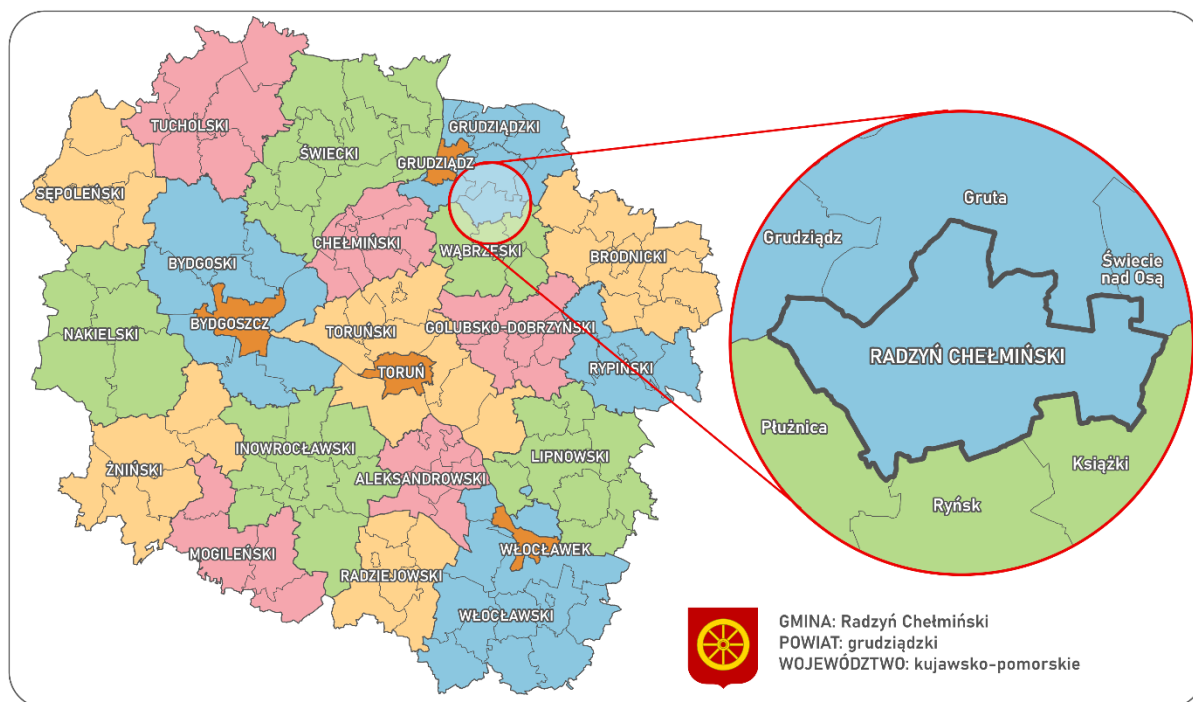 TUCHOLSKI
GRUDZIĄDZKI
ŚWIECKI
GRUDZIĄDZ
SĘPOLEŃSKI
CHEŁMIŃSKI
WĄBRZESKI
BRODNICKI
BYDGOSKI
BYDGOSZCZ
NAKIELSKI
TORUŃSKI
GOLUBSKO-DOBRZYŃSKI
TORUŃ
RYPIŃSKI
INOWROCŁAWSKI
LIPNOWSKI
ŻNIŃSKI
ALEKSANDROWSKI
MOGILEŃSKI
WŁOCŁAWEK
RADZIEJOWSKI
WŁOCŁAWSKI
Gruta
Grudziądz
Świecie
nad Osą
RADZYŃ CHEŁMIŃSKI
Płużnica
Książki
Ryńsk
GMINA: Radzyń Chełmiński
POWIAT: grudziądzki
WOJEWÓDZTWO: kujawsko-pomorskie